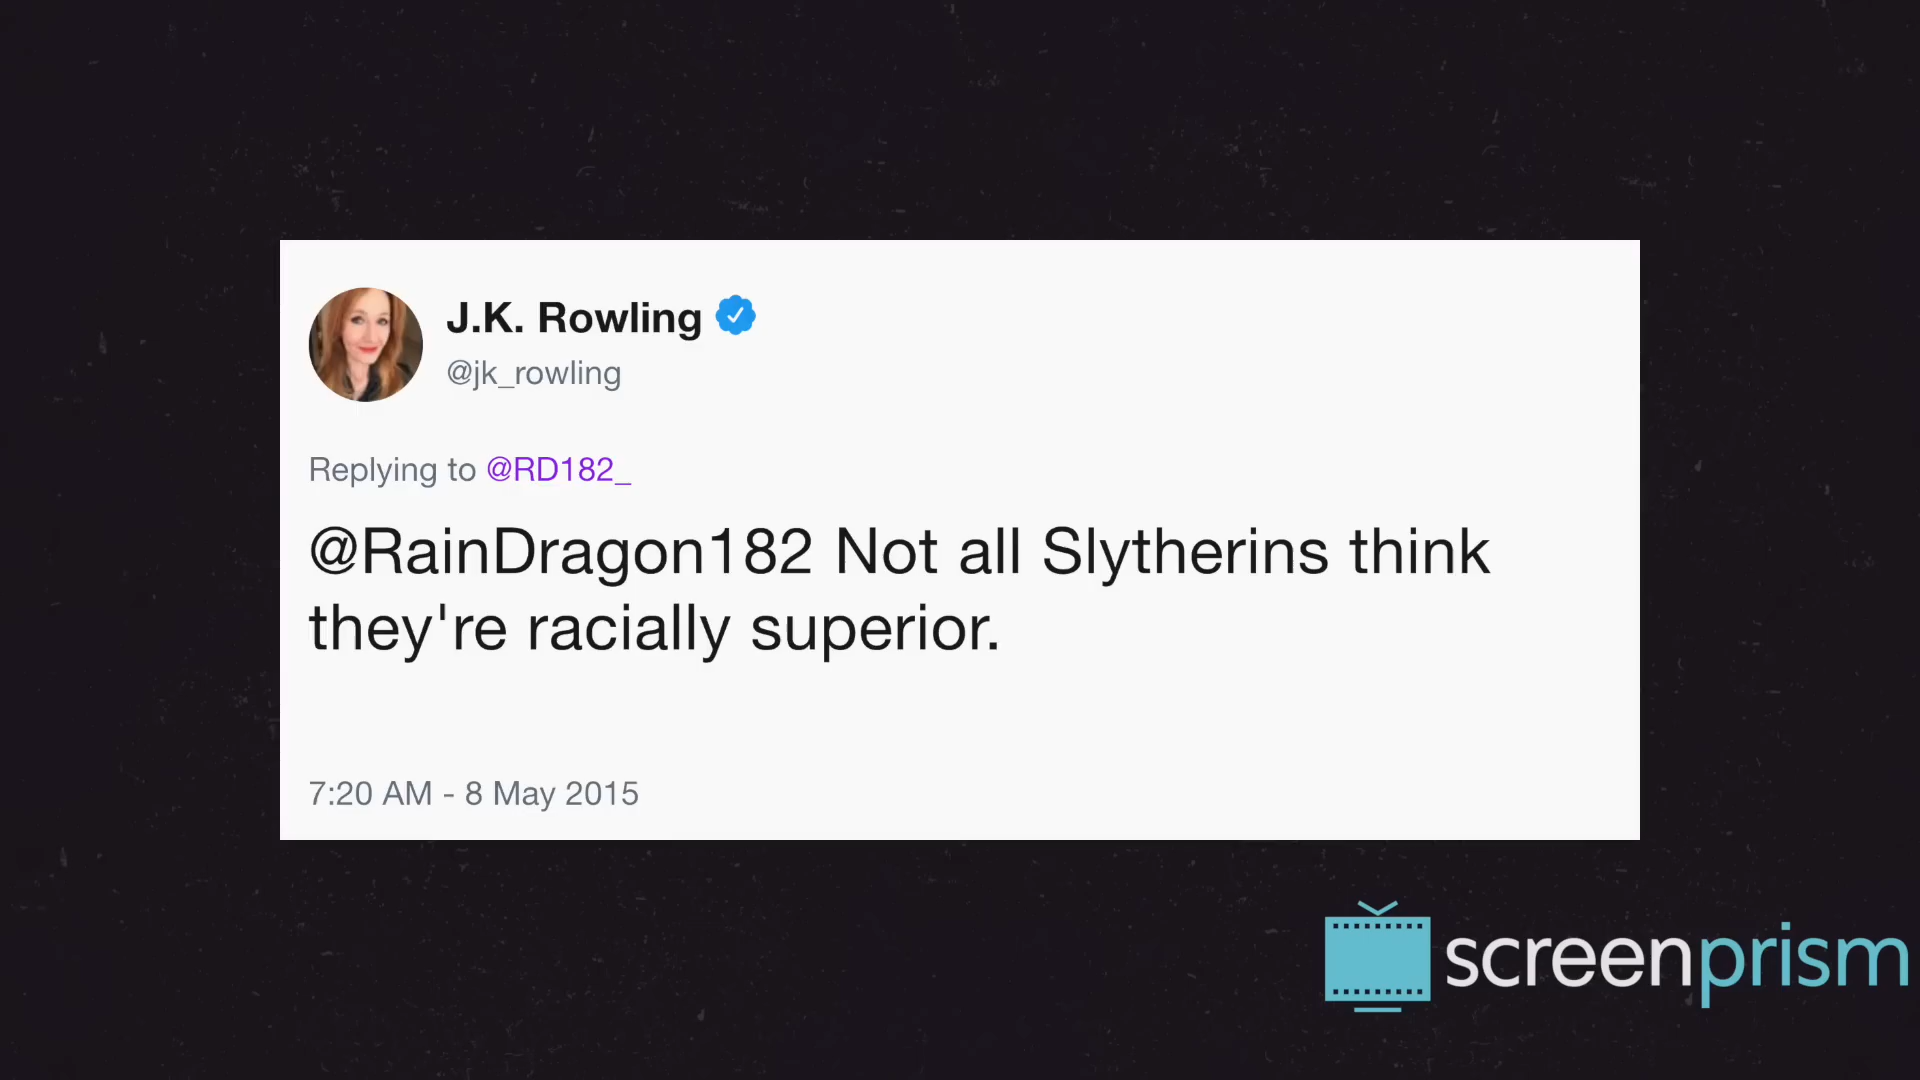 J.K. Rowling
@jk_rowling
Replying to @RD182_
@RainDragon182 Not all Slytherins think
they're racially superior.
7:20 AM - 8 May 2015
screenprism